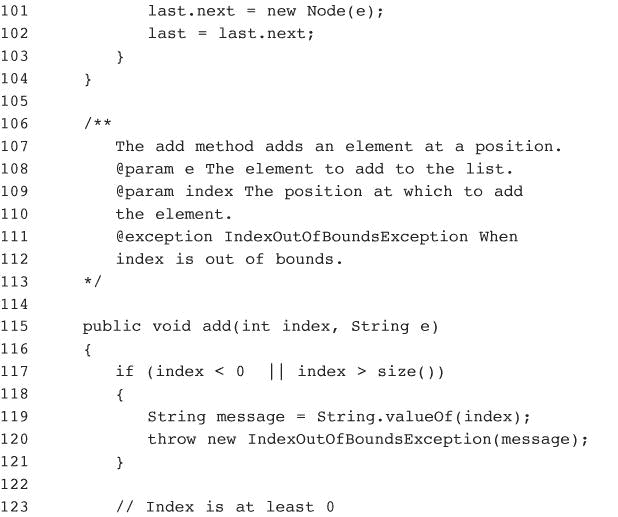 101            last.next = new Node(e);
102            last = last.next;
103         }
104      }
105
106      /**
107         The add method adds an element at a position.
108         @param e The element to add to the list.
109         @param index The position at which to add
110         the element.
111         @exception IndexOutOfBoundsException When
112         index is out of bounds.
113      */
114
115      public void add(int index, String e)
116      {
117         if (index < 0  || index > size())
118         {
119            String message = String.valueOf(index);
120            throw new IndexOutOfBoundsException(message);
121         }
122
123         // Index is at least 0